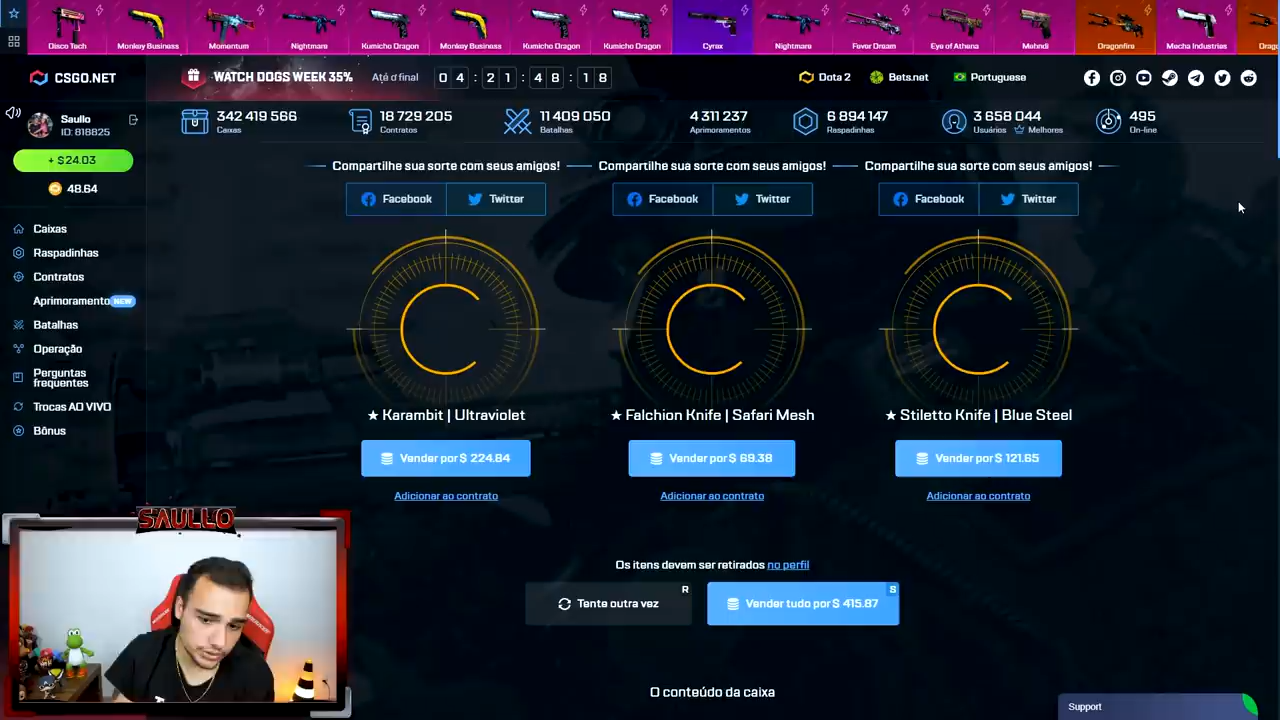 Disco Tech
Monkey Business
Momentum
Nightmare
Kumicho Dragon
Monkey Business
Kumicho Dragon
Kumicho Dragon
Cyrex
Nightmare
Fever Dream
Eye of Athena
Mehndi
Dragonfire
Mecha Industries
Drag
CSGO.NET
WATCH DOGS WEEK 35%
Até o final
04:21:48:18
Dota 2
Bets.net
Portuguese
Saullo
ID: 818825
+ $24.03
48.64
342 419 566
Caixas
18 729 205
Contratos
11 409 050
Batalhas
4 311 237
Aprimoramentos
6 894 147
Raspadinhas
3 658 044
Usuários
Melhores
495
On-line
Caixas
Raspadinhas
Contratos
Aprimoramento NEW
Batalhas
Operação
Perguntas
frequentes
Trocas AO VIVO
Bônus
Compartilhe sua sorte com seus amigos!
Compartilhe sua sorte com seus amigos!
Compartilhe sua sorte com seus amigos!
Facebook
Twitter
Facebook
Twitter
Facebook
Twitter
★ Karambit | Ultraviolet
★ Falchion Knife | Safari Mesh
★ Stiletto Knife | Blue Steel
Vender por $ 224.84
Vender por $ 69.38
Vender por $ 121.65
Adicionar ao contrato
Adicionar ao contrato
Adicionar ao contrato
Os itens devem ser retirados no perfil
Tente outra vez
R
Vender tudo por $ 415.87
S
O conteúdo da caixa
SAULLO
Support